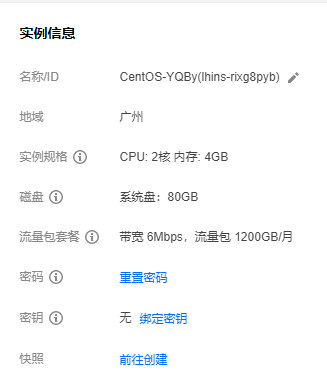 实例信息
名称/ID CentOS-YQBy(lhins-rixg8pyb)
地域 广州
实例规格 CPU: 2核 内存: 4GB
磁盘 系统盘：80GB
流量包套餐 带宽 6Mbps，流量包 1200GB/月
密码 重置密码
密钥 无 绑定密钥
快照 前往创建